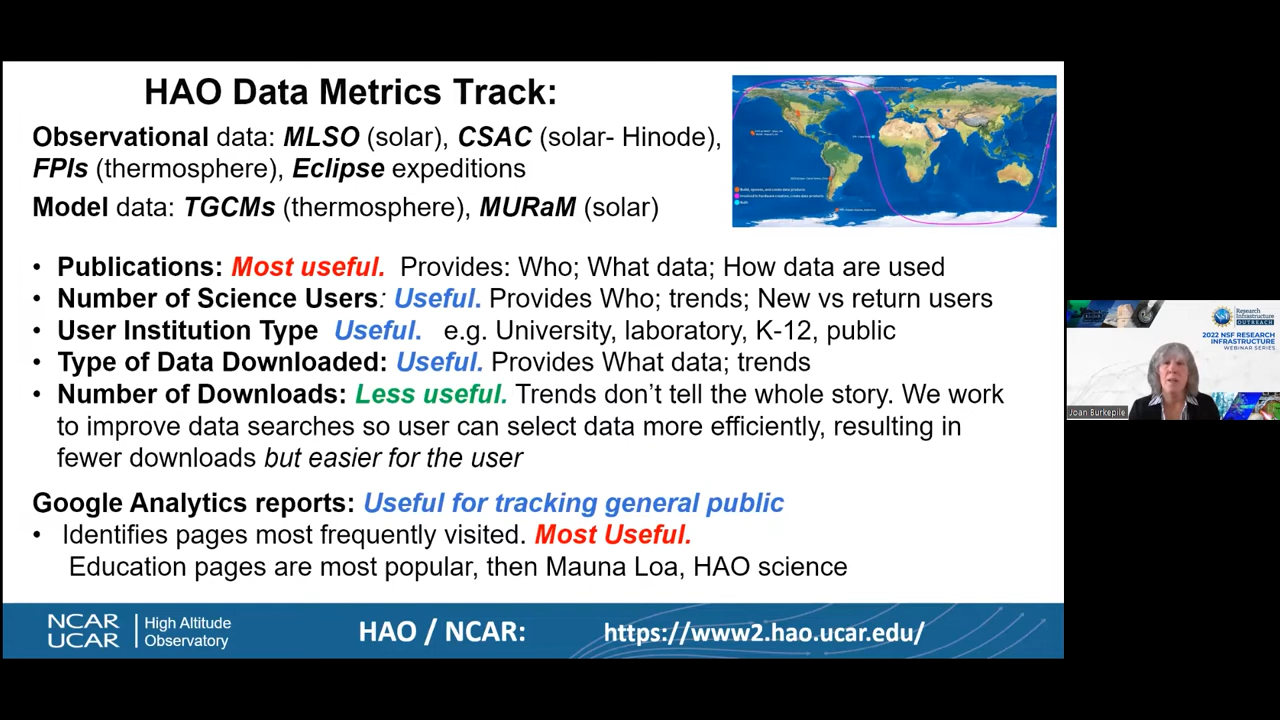 HAO Data Metrics Track:
Observational data: MLSO (solar), CSAC (solar- Hinode),
FPIs (thermosphere), Eclipse expeditions
Model data: TGCMs (thermosphere), MURaM (solar)
• Publications: Most useful. Provides: Who; What data; How data are used
• Number of Science Users: Useful. Provides Who; trends; New vs return users
• User Institution Type Useful. e.g. University, laboratory, K-12, public
• Type of Data Downloaded: Useful. Provides What data; trends
• Number of Downloads: Less useful. Trends don't tell the whole story. We work
to improve data searches so user can select data more efficiently, resulting in
fewer downloads but easier for the user
Google Analytics reports: Useful for tracking general public
• Identifies pages most frequently visited. Most Useful.
Education pages are most popular, then Mauna Loa, HAO science
NCAR
UCAR
High Altitude
Observatory
HAO / NCAR:
https://www2.hao.ucar.edu/
NSF
Research
Infrastructure
OUTREACH
2022 NSF RESEARCH
INFRASTRUCTURE
WEBINAR SERIES
Joan Burkepile